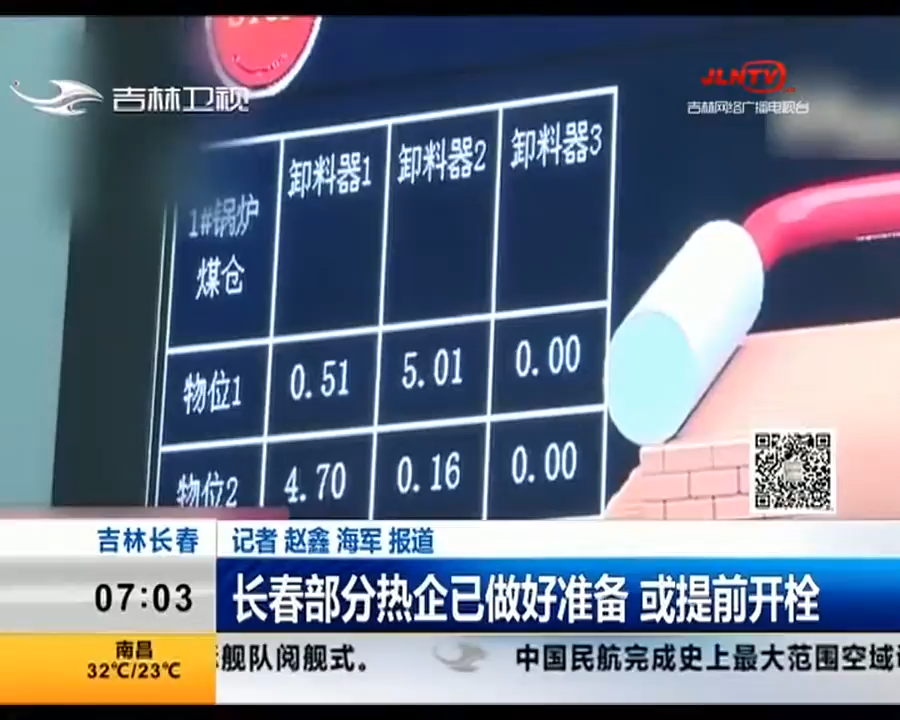 吉林卫视
JLNTV
吉林网络广播电视台
1#锅炉
煤仓
卸料器1
卸料器2
卸料器3
物位1
0.51
5.01
0.00
物位2
4.70
0.16
0.00
吉林长春
记者 赵鑫 海军 报道
07:03
长春部分热企已做好准备 或提前开栓
南昌
32℃/23℃
舰队阅舰式。
中国民航完成史上最大范围空域